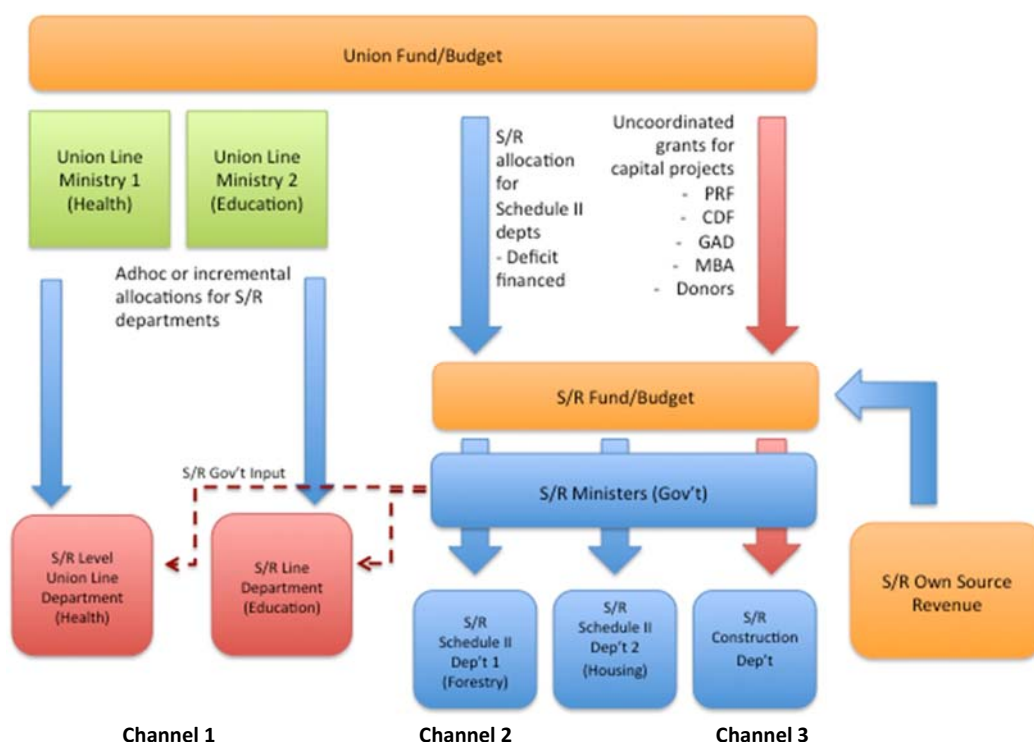 Union Fund/Budget
Union Line
Ministry 1
(Health)
Union Line
Ministry 2
(Education)
S/R
allocation
for
Schedule II
depts
- Deficit
financed
Uncoordinated
grants for
capital projects
- PRF
- CDF
- GAD
- MBA
- Donors
Adhoc or incremental
allocations for S/R
departments
S/R Fund/Budget
S/R Gov't Input
S/R Ministers (Gov't)
S/R Level
Union Line
Department
(Health)
S/R Line
Department
(Education)
S/R
Schedule II
Dep't 1
(Forestry)
S/R
Schedule II
Dep't 2
(Housing)
S/R
Construction
Dep't
S/R Own Source
Revenue
Channel 1
Channel 2
Channel 3